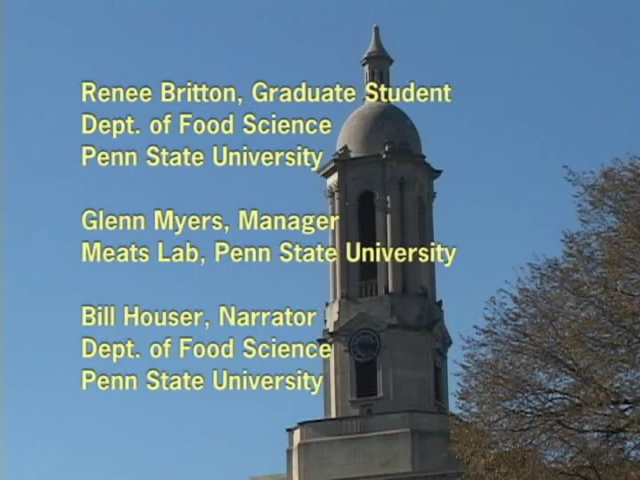 Renee Britton, Graduate Student
Dept. of Food Science
Penn State University
Glenn Myers, Manager
Meats Lab, Penn State University
Bill Houser, Narrator
Dept. of Food Science
Penn State University